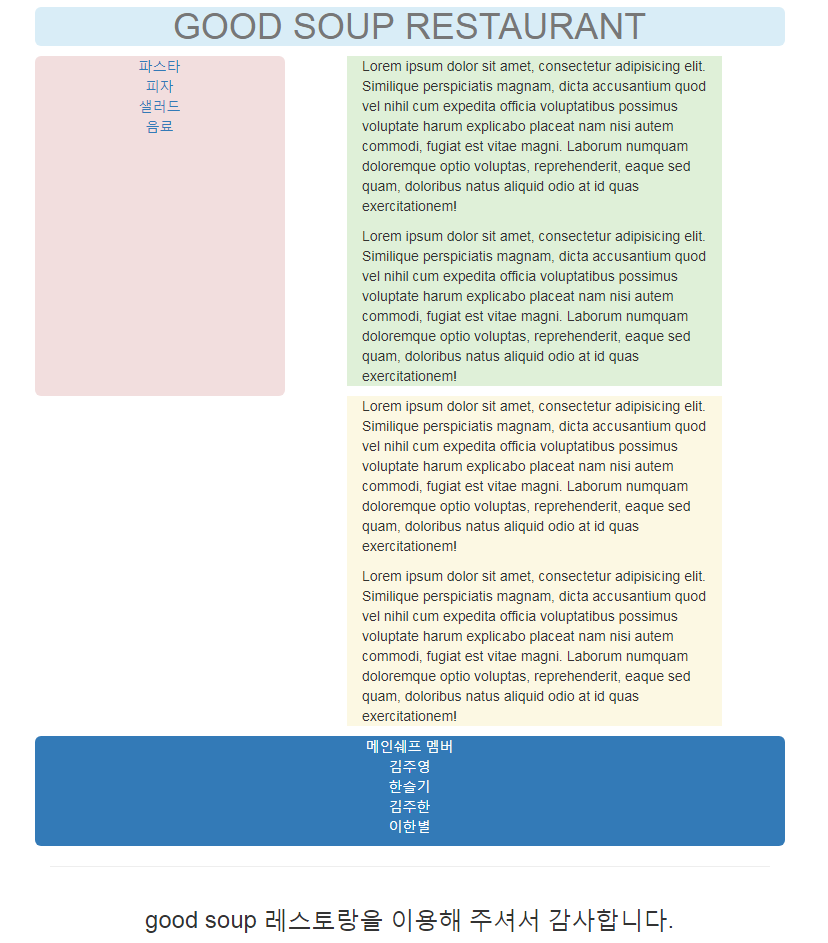 GOOD SOUP RESTAURANT
파스타
피자
샐러드
음료
Lorem ipsum dolor sit amet, consectetur adipisicing elit.
Similique perspiciatis magnam, dicta accusantium quod
vel nihil cum expedita officia voluptatibus possimus
voluptate harum explicabo placeat nam nisi autem
commodi, fugiat est vitae magni. Laborum numquam
doloremque optio voluptas, reprehenderit, eaque sed
quam, doloribus natus aliquid odio at id quas
exercitationem!
Lorem ipsum dolor sit amet, consectetur adipisicing elit.
Similique perspiciatis magnam, dicta accusantium quod
vel nihil cum expedita officia voluptatibus possimus
voluptate harum explicabo placeat nam nisi autem
commodi, fugiat est vitae magni. Laborum numquam
doloremque optio voluptas, reprehenderit, eaque sed
quam, doloribus natus aliquid odio at id quas
exercitationem!
Lorem ipsum dolor sit amet, consectetur adipisicing elit.
Similique perspiciatis magnam, dicta accusantium quod
vel nihil cum expedita officia voluptatibus possimus
voluptate harum explicabo placeat nam nisi autem
commodi, fugiat est vitae magni. Laborum numquam
doloremque optio voluptas, reprehenderit, eaque sed
quam, doloribus natus aliquid odio at id quas
exercitationem!
Lorem ipsum dolor sit amet, consectetur adipisicing elit.
Similique perspiciatis magnam, dicta accusantium quod
vel nihil cum expedita officia voluptatibus possimus
voluptate harum explicabo placeat nam nisi autem
commodi, fugiat est vitae magni. Laborum numquam
doloremque optio voluptas, reprehenderit, eaque sed
quam, doloribus natus aliquid odio at id quas
exercitationem!
메인쉐프 멤버
김주영
한슬기
김주한
이한별
good soup 레스토랑을 이용해 주셔서 감사합니다.